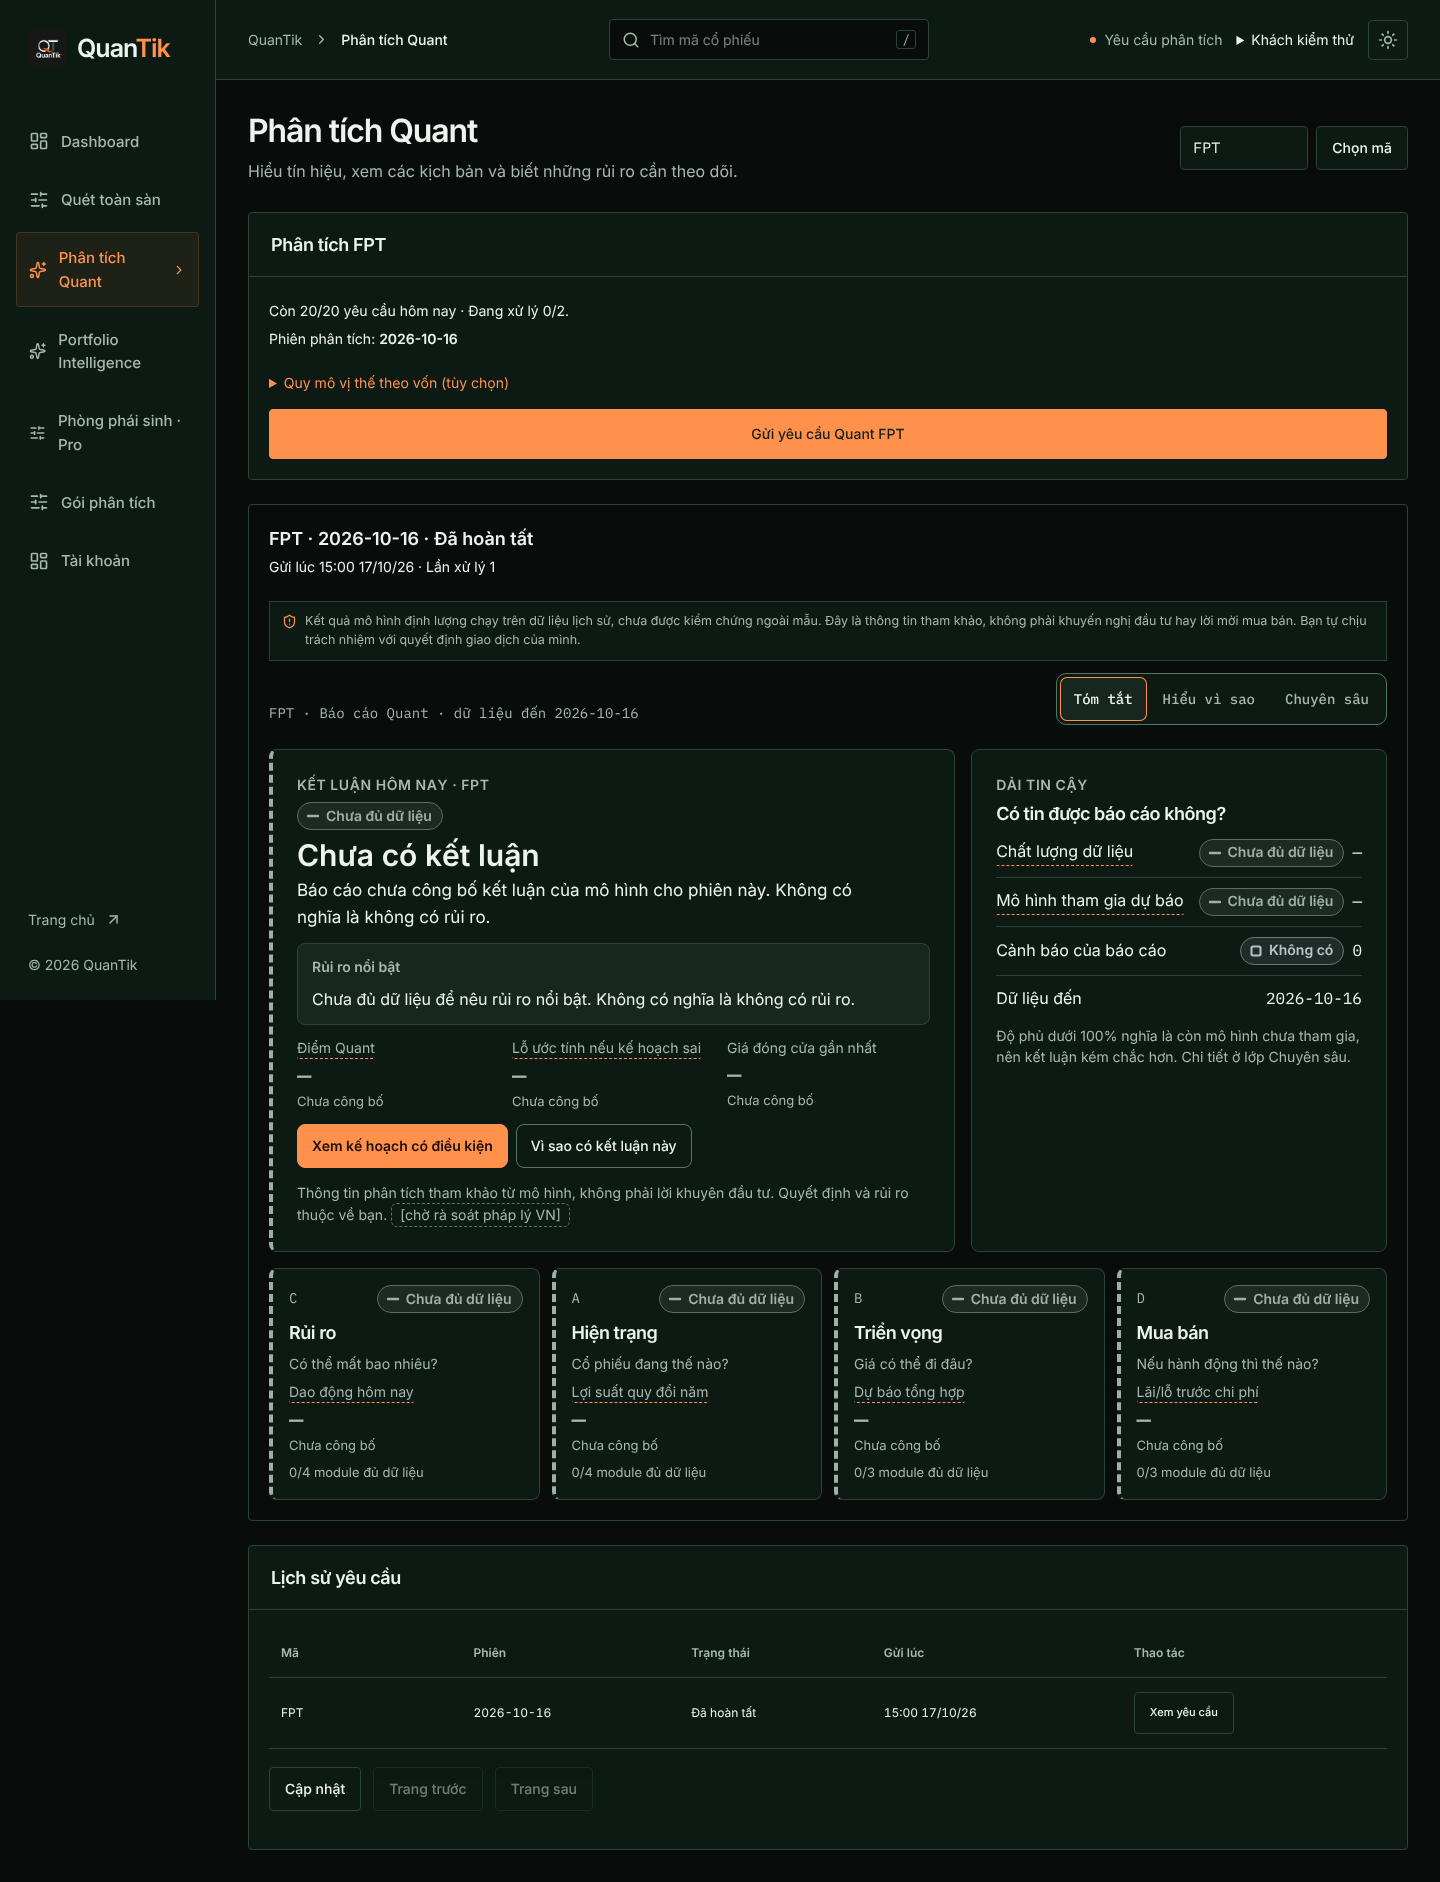 QT QuanTik
QuanTik
Dashboard
Quét toàn sàn
Phân tích
Quant
Portfolio
Intelligence
Phòng phái sinh ·
Pro
Gói phân tích
Tài khoản
Trang chủ
© 2026 QuanTik
QuanTik
Phân tích Quant
Tìm mã cổ phiếu
/
Yêu cầu phân tích
Khách kiểm thử
Phân tích Quant
Hiểu tín hiệu, xem các kịch bản và biết những rủi ro cần theo dõi.
FPT
Chọn mã
Phân tích FPT
Còn 20/20 yêu cầu hôm nay · Đang xử lý 0/2.
Phiên phân tích: 2026-10-16
Quy mô vị thế theo vốn (tùy chọn)
Gửi yêu cầu Quant FPT
FPT · 2026-10-16 · Đã hoàn tất
Gửi lúc 15:00 17/10/26 · Lần xử lý 1
Kết quả mô hình định lượng chạy trên dữ liệu lịch sử, chưa được kiểm chứng ngoài mẫu. Đây là thông tin tham khảo, không phải khuyến nghị đầu tư hay lời mời mua bán. Bạn tự chịu
trách nhiệm với quyết định giao dịch của mình.
FPT · Báo cáo Quant · dữ liệu đến 2026-10-16
Tóm tắt
Hiểu vì sao
Chuyên sâu
KẾT LUẬN HÔM NAY · FPT
Chưa đủ dữ liệu
Chưa có kết luận
Báo cáo chưa công bố kết luận của mô hình cho phiên này. Không có
nghĩa là không có rủi ro.
Rủi ro nổi bật
Chưa đủ dữ liệu để nêu rủi ro nổi bật. Không có nghĩa là không có rủi ro.
Điểm Quant
—
Chưa công bố
Lỗ ước tính nếu kế hoạch sai
—
Chưa công bố
Giá đóng cửa gần nhất
—
Chưa công bố
Xem kế hoạch có điều kiện
Vì sao có kết luận này
Thông tin phân tích tham khảo từ mô hình, không phải lời khuyên đầu tư. Quyết định và rủi ro
thuộc về bạn. [chờ rà soát pháp lý VN]
DẢI TIN CẬY
Có tin được báo cáo không?
Chất lượng dữ liệu
Chưa đủ dữ liệu —
Mô hình tham gia dự báo
Chưa đủ dữ liệu —
Cảnh báo của báo cáo
Không có 0
Dữ liệu đến
2026-10-16
Độ phủ dưới 100% nghĩa là còn mô hình chưa tham gia,
nên kết luận kém chắc hơn. Chi tiết ở lớp Chuyên sâu.
C
Chưa đủ dữ liệu
Rủi ro
Có thể mất bao nhiêu?
Dao động hôm nay
—
Chưa công bố
0/4 module đủ dữ liệu
A
Chưa đủ dữ liệu
Hiện trạng
Cổ phiếu đang thế nào?
Lợi suất quy đổi năm
—
Chưa công bố
0/4 module đủ dữ liệu
B
Chưa đủ dữ liệu
Triển vọng
Giá có thể đi đâu?
Dự báo tổng hợp
—
Chưa công bố
0/3 module đủ dữ liệu
D
Chưa đủ dữ liệu
Mua bán
Nếu hành động thì thế nào?
Lãi/lỗ trước chi phí
—
Chưa công bố
0/3 module đủ dữ liệu
Lịch sử yêu cầu
Mã
Phiên
Trạng thái
Gửi lúc
Thao tác
FPT
2026-10-16
Đã hoàn tất
15:00 17/10/26
Xem yêu cầu
Cập nhật
Trang trước
Trang sau